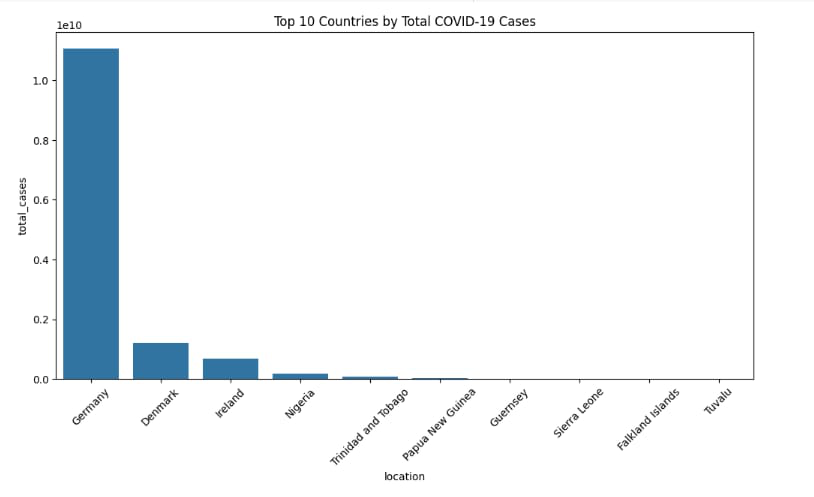 Top 10 Countries by Total COVID-19 Cases
1e10
1.0
0.8
0.6
0.4
0.2
0.0
total_cases
Germany
Denmark
Ireland
Nigeria
Trinidad and Tobago
Papua New Guinea
Guernsey
Sierra Leone
Falkland Islands
Tuvalu
location